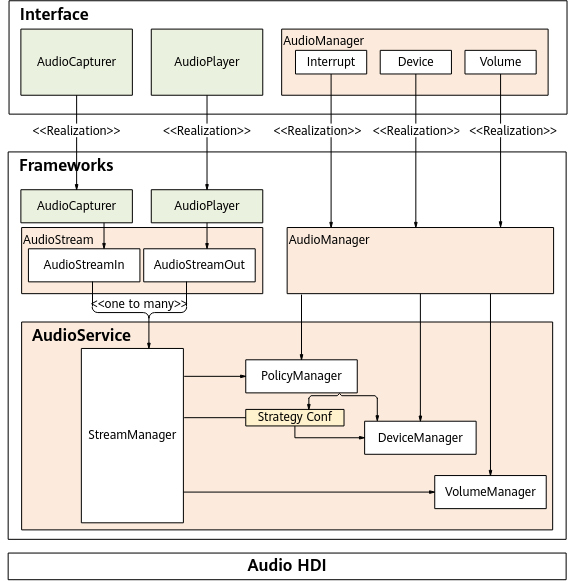 Interface
AudioCapturer
AudioPlayer
AudioManager
Interrupt
Device
Volume
<<Realization>>
<<Realization>>
<<Realization>>
<<Realization>>
<<Realization>>
Frameworks
AudioCapturer
AudioPlayer
AudioStream
AudioStreamIn
AudioStreamOut
AudioManager
<<one to many>>
AudioService
StreamManager
PolicyManager
Strategy Conf
DeviceManager
VolumeManager
Audio HDI